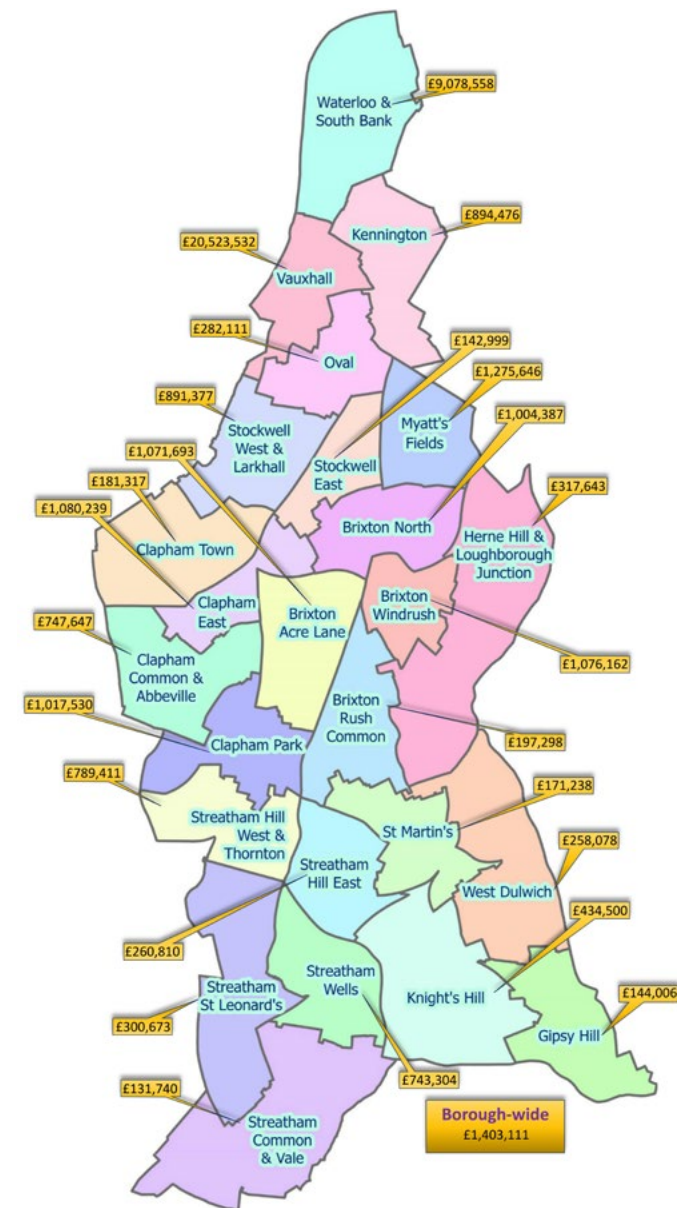 £9,078,558
Waterloo &
South Bank
£894,476
Kennington
£20,523,532
Vauxhall
£282,111
Oval
£142,999
£1,275,646
£891,377
£1,004,387
Stockwell
West &
Larkhall
Myatt's
Fields
£1,071,693
Stockwell
East
£181,317
£317,643
£1,080,239
Brixton North
Herne Hill &
Loughborough
Junction
Clapham Town
Clapham
East
Brixton
Acre Lane
Brixton
Windrush
£747,647
£1,076,162
Clapham
Common &
Abbeville
Brixton
Rush
Common
£1,017,530
Clapham Park
£197,298
£789,411
£171,238
Streatham Hill
West &
Thornton
St Martin's
£258,078
Streatham
Hill East
West Dulwich
£434,500
£260,810
Streatham
Wells
Streatham
St Leonard's
Knight's Hill
£144,006
£300,673
Gipsy Hill
£743,304
£131,740
Borough-wide
£1,403,111
Streatham
Common
& Vale